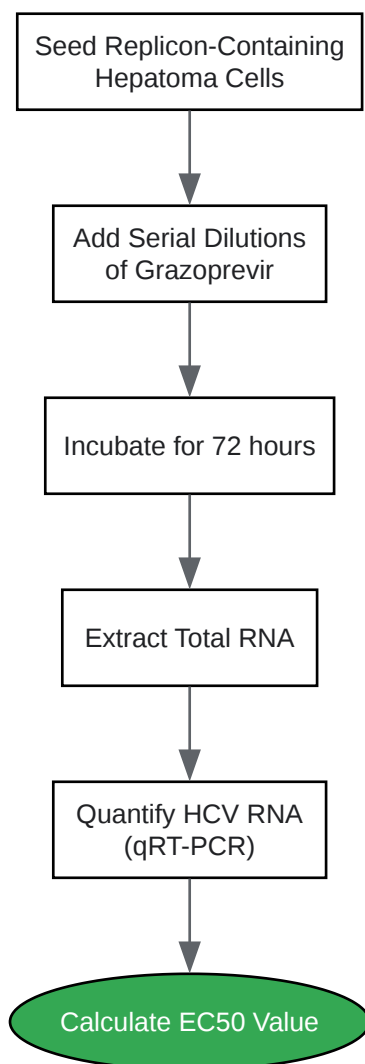 Seed Replicon-Containing
Hepatoma Cells
Add Serial Dilutions
of Grazoprevir
Incubate for 72 hours
Extract Total RNA
Quantify HCV RNA
(qRT-PCR)
Calculate EC50 Value